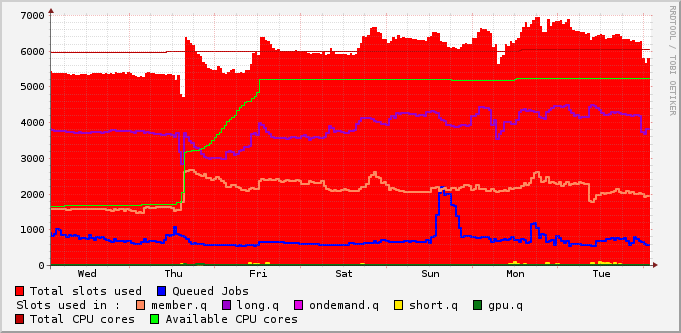 7000
6000
5000
4000
3000
2000
1000
0
Wed Thu Fri Sat Sun Mon Tue
RRDTOOL / TOBI OETIKER
Total slots used Queued Jobs
Slots used in : member.q long.q ondemand.q short.q gpu.q
Total CPU cores Available CPU cores